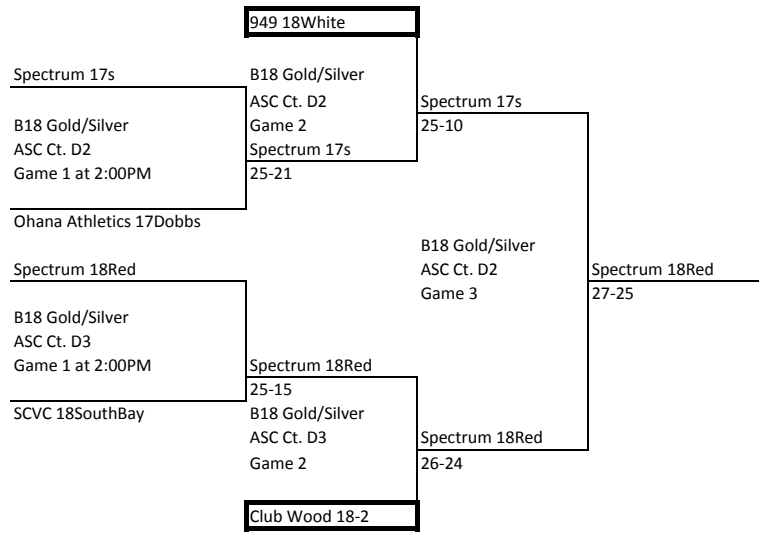 949 18White
Spectrum 17s
B18 Gold/Silver
ASC Ct. D2
Game 2
Spectrum 17s
25-10
B18 Gold/Silver
ASC Ct. D2
Game 1 at 2:00PM
Spectrum 17s
25-21
Ohana Athletics 17Dobbs
B18 Gold/Silver
ASC Ct. D2
Game 3
Spectrum 18Red
Spectrum 18Red
27-25
B18 Gold/Silver
ASC Ct. D3
Game 1 at 2:00PM
Spectrum 18Red
25-15
SCVC 18SouthBay
B18 Gold/Silver
ASC Ct. D3
Game 2
Spectrum 18Red
26-24
Club Wood 18-2